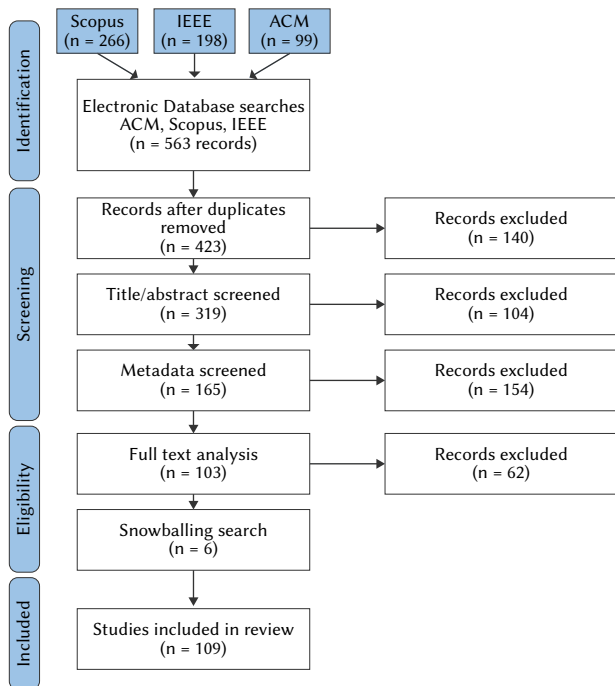 Identification
Scopus
(n = 266)
IEEE
(n = 198)
ACM
(n = 99)
Electronic Database searches
ACM, Scopus, IEEE
(n = 563 records)
Screening
Records after duplicates
removed
(n = 423)
Records excluded
(n = 140)
Title/abstract screened
(n = 319)
Records excluded
(n = 104)
Metadata screened
(n = 165)
Records excluded
(n = 154)
Eligibility
Full text analysis
(n = 103)
Records excluded
(n = 62)
Snowballing search
(n = 6)
Included
Studies included in review
(n = 109)